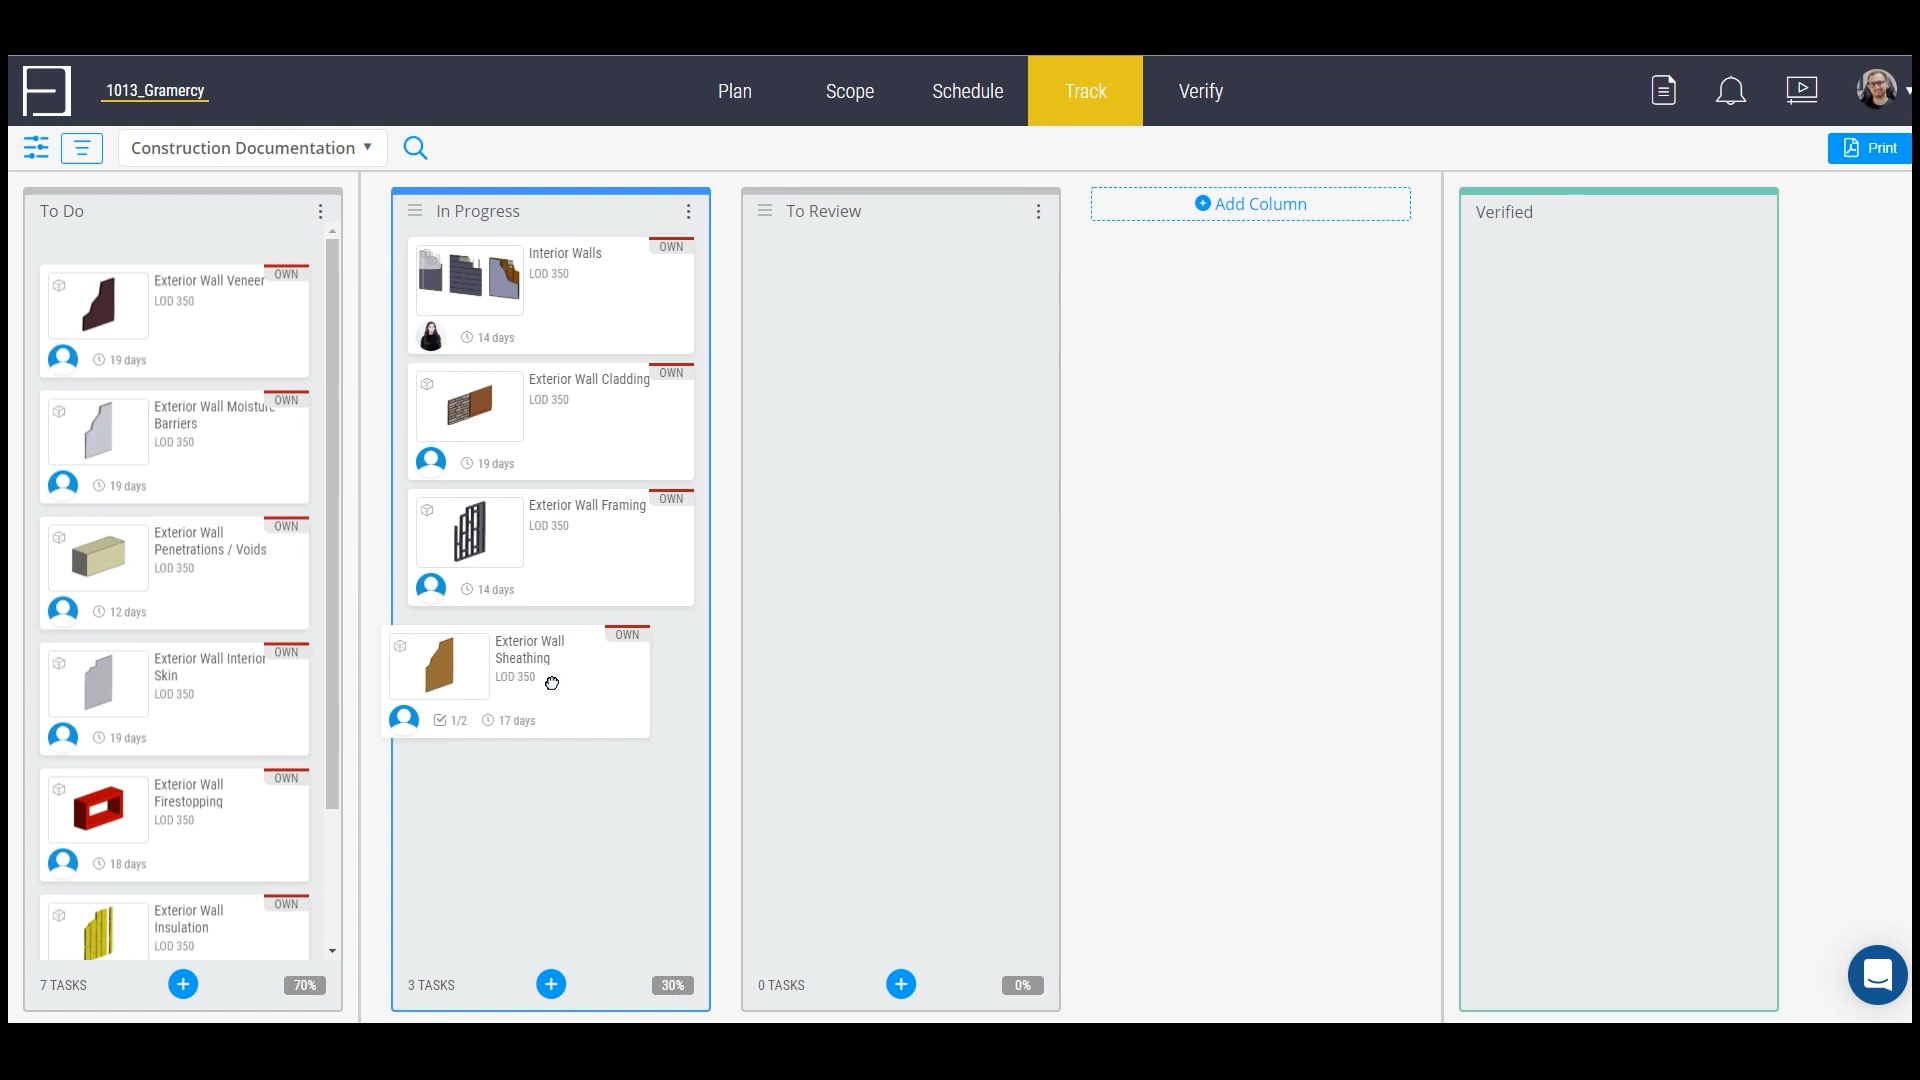 1013_Gramercy
Plan
Scope
Schedule
Track
Verify
Construction Documentation
Print
To Do
Exterior Wall Veneer
OWN
LOD 350
19 days
Exterior Wall Moisture
OWN
Barriers
LOD 350
19 days
Exterior Wall
OWN
Penetrations / Voids
LOD 350
12 days
Exterior Wall Interior
OWN
Skin
LOD 350
19 days
Exterior Wall
OWN
Firestopping
LOD 350
18 days
Exterior Wall
OWN
Insulation
LOD 350
7 TASKS
70%
In Progress
Interior Walls
OWN
LOD 350
14 days
Exterior Wall Cladding
OWN
LOD 350
19 days
Exterior Wall Framing
OWN
LOD 350
14 days
Exterior Wall
OWN
Sheathing
LOD 350
1/2
17 days
3 TASKS
30%
To Review
0 TASKS
0%
Add Column
Verified